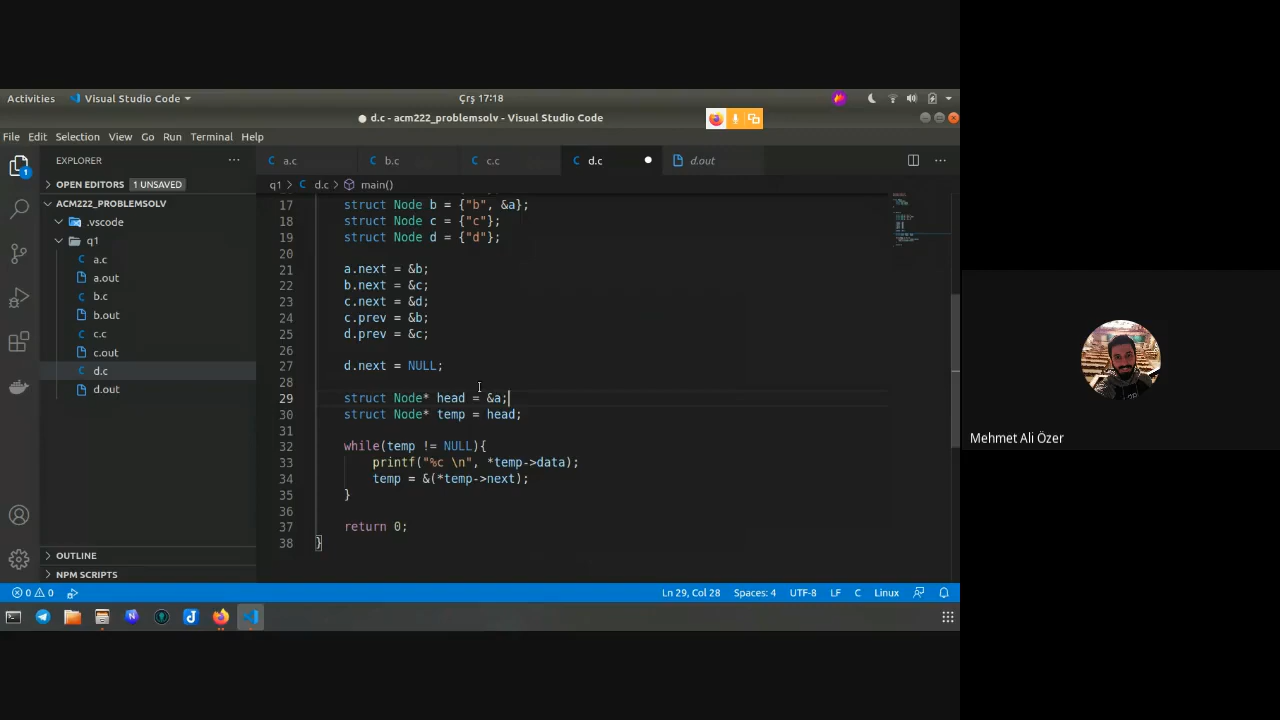 Activities Visual Studio Code Çrş 17:18
● d.c - acm222_problemsolv - Visual Studio Code
File Edit Selection View Go Run Terminal Help
EXPLORER ··· a.c b.c c.c d.c d.out ···
OPEN EDITORS 1 UNSAVED
q1 > d.c > main()
ACM222_PROBLEMSOLV
.vscode
q1
a.c
a.out
b.c
b.out
c.c
c.out
d.c
d.out
17 struct Node b = {"b", &a};
18 struct Node c = {"c"};
19 struct Node d = {"d"};
20
21 a.next = &b;
22 b.next = &c;
23 c.next = &d;
24 c.prev = &b;
25 d.prev = &c;
26
27 d.next = NULL;
28
29 struct Node* head = &a;
30 struct Node* temp = head;
31
32 while(temp != NULL){
33 printf("%c \n", *temp->data);
34 temp = &(*temp->next);
35 }
36
37 return 0;
38 }
OUTLINE
NPM SCRIPTS
0 0 Ln 29, Col 28 Spaces: 4 UTF-8 LF C Linux
Mehmet Ali Özer